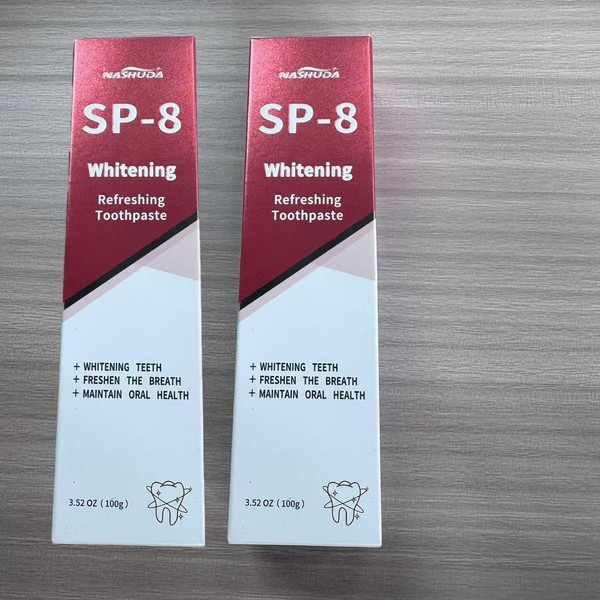 NASHUDA
SP-8
Whitening
Refreshing
Toothpaste
+ WHITENING TEETH
+ FRESHEN THE BREATH
+ MAINTAIN ORAL HEALTH
3.52 OZ (100g)
NASHUDA
SP-8
Whitening
Refreshing
Toothpaste
+ WHITENING TEETH
+ FRESHEN THE BREATH
+ MAINTAIN ORAL HEALTH
3.52 OZ (100g)